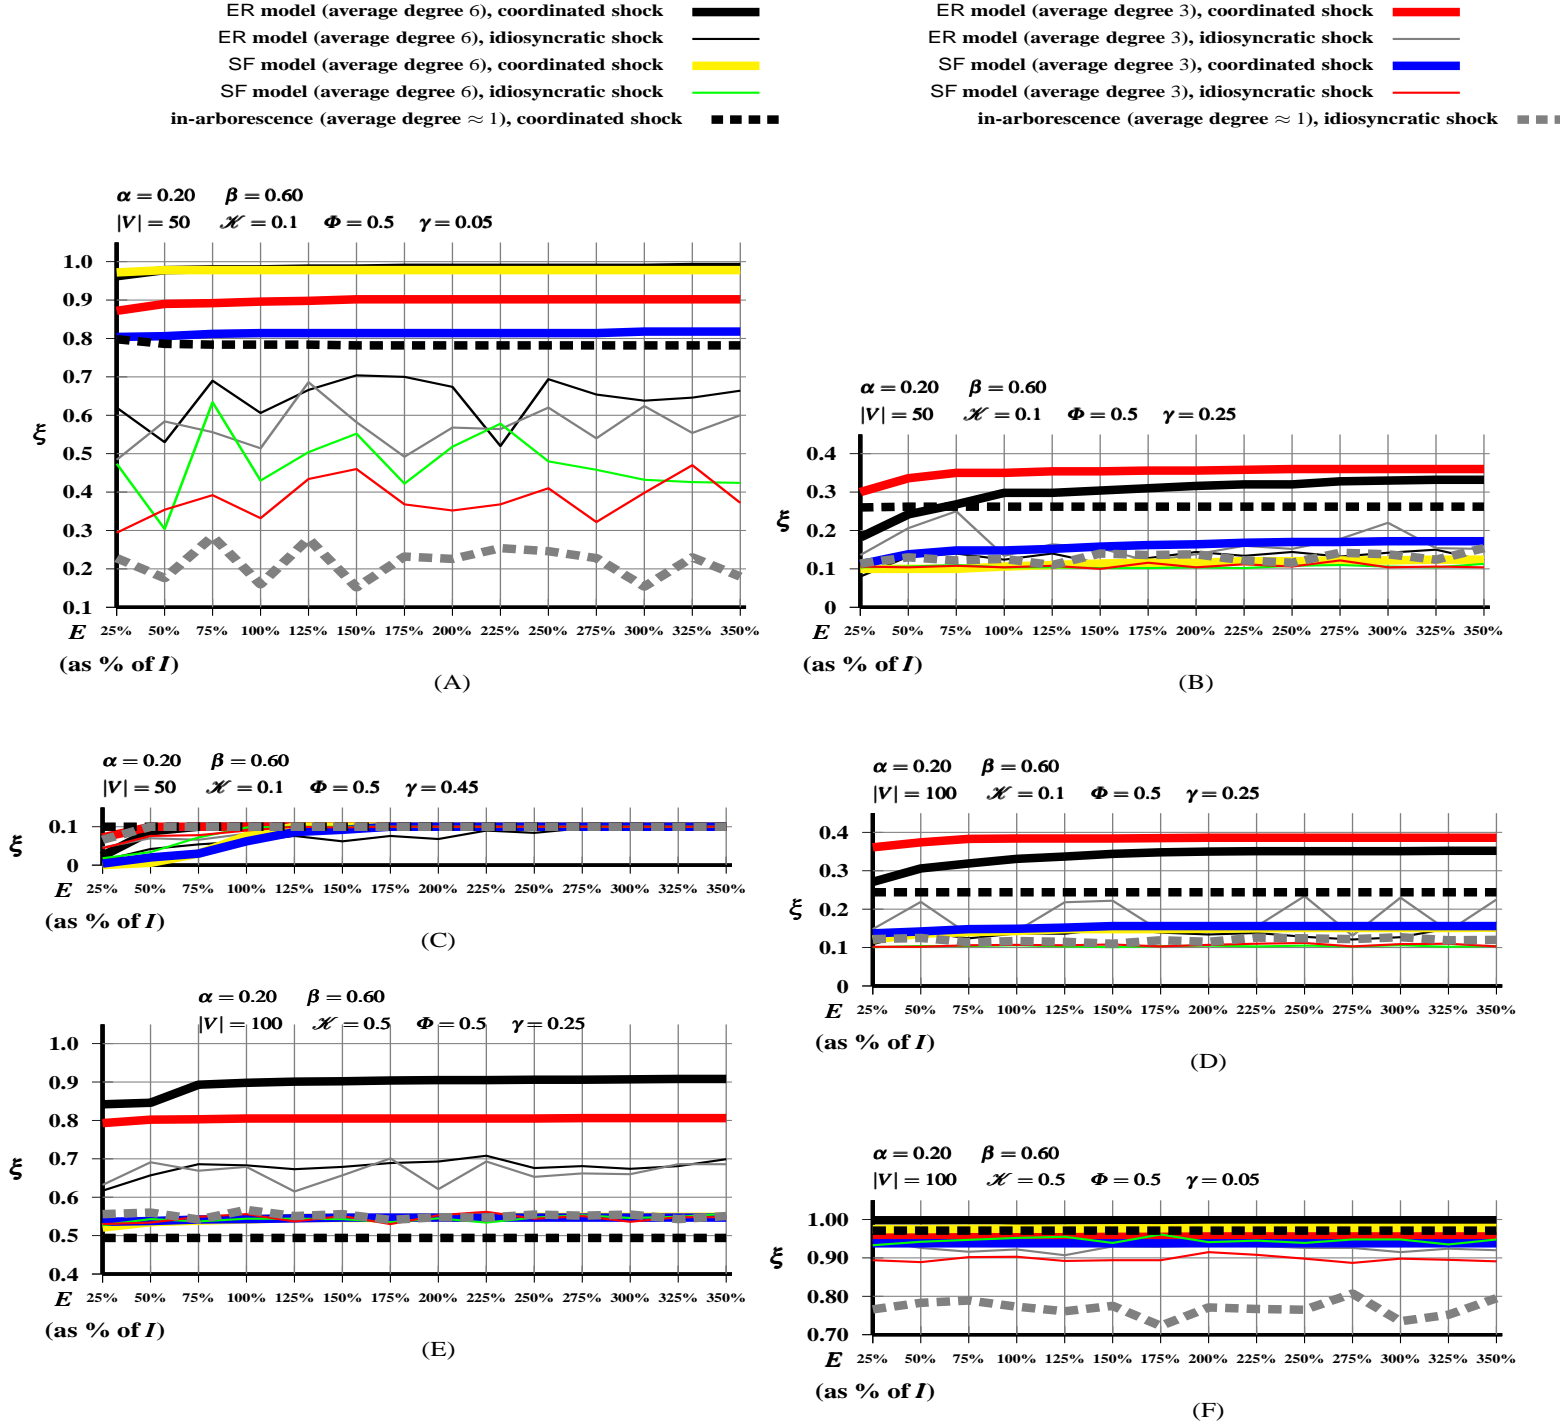 ER model (average degree 6), coordinated shock
ER model (average degree 6), idiosyncratic shock
SF model (average degree 6), coordinated shock
SF model (average degree 6), idiosyncratic shock
in-arborescence (average degree ≈ 1), coordinated shock
ER model (average degree 3), coordinated shock
ER model (average degree 3), idiosyncratic shock
SF model (average degree 3), coordinated shock
SF model (average degree 3), idiosyncratic shock
in-arborescence (average degree ≈ 1), idiosyncratic shock
α = 0.20 β = 0.60
|V| = 50 𝒦 = 0.1 Φ = 0.5 γ = 0.05
1.0
0.9
0.8
0.7
0.6
ξ
0.5
0.4
0.3
0.2
0.1
E 25% 50% 75% 100% 125% 150% 175% 200% 225% 250% 275% 300% 325% 350%
(as % of I)
(A)
α = 0.20 β = 0.60
|V| = 50 𝒦 = 0.1 Φ = 0.5 γ = 0.25
0.4
0.3
ξ
0.2
0.1
0
E 25% 50% 75% 100% 125% 150% 175% 200% 225% 250% 275% 300% 325% 350%
(as % of I)
(B)
α = 0.20 β = 0.60
|V| = 50 𝒦 = 0.1 Φ = 0.5 γ = 0.45
0.1
ξ
0
E 25% 50% 75% 100% 125% 150% 175% 200% 225% 250% 275% 300% 325% 350%
(as % of I)
(C)
α = 0.20 β = 0.60
|V| = 100 𝒦 = 0.1 Φ = 0.5 γ = 0.25
0.4
0.3
0.2
ξ
0.1
0
E 25% 50% 75% 100% 125% 150% 175% 200% 225% 250% 275% 300% 325% 350%
(as % of I)
(D)
α = 0.20 β = 0.60
|V| = 100 𝒦 = 0.5 Φ = 0.5 γ = 0.25
1.0
0.9
0.8
0.7
ξ
0.6
0.5
0.4
E 25% 50% 75% 100% 125% 150% 175% 200% 225% 250% 275% 300% 325% 350%
(as % of I)
(E)
α = 0.20 β = 0.60
|V| = 100 𝒦 = 0.5 Φ = 0.5 γ = 0.05
1.00
0.90
ξ
0.80
0.70
E 25% 50% 75% 100% 125% 150% 175% 200% 225% 250% 275% 300% 325% 350%
(as % of I)
(F)